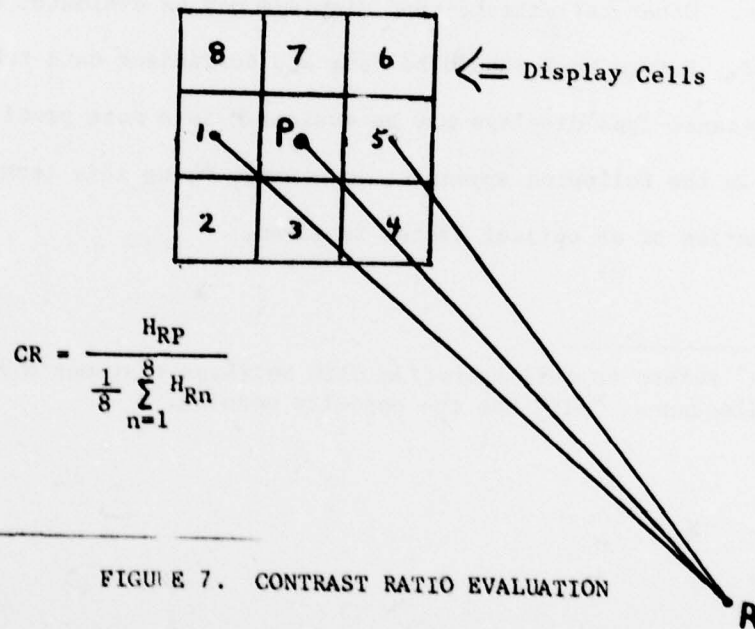 8 7 6
⇐ Display Cells
1 P 5
2 3 4
CR = H_RP / (1/8 8 Σ n=1 H_Rn)
FIGURE 7. CONTRAST RATIO EVALUATION
R